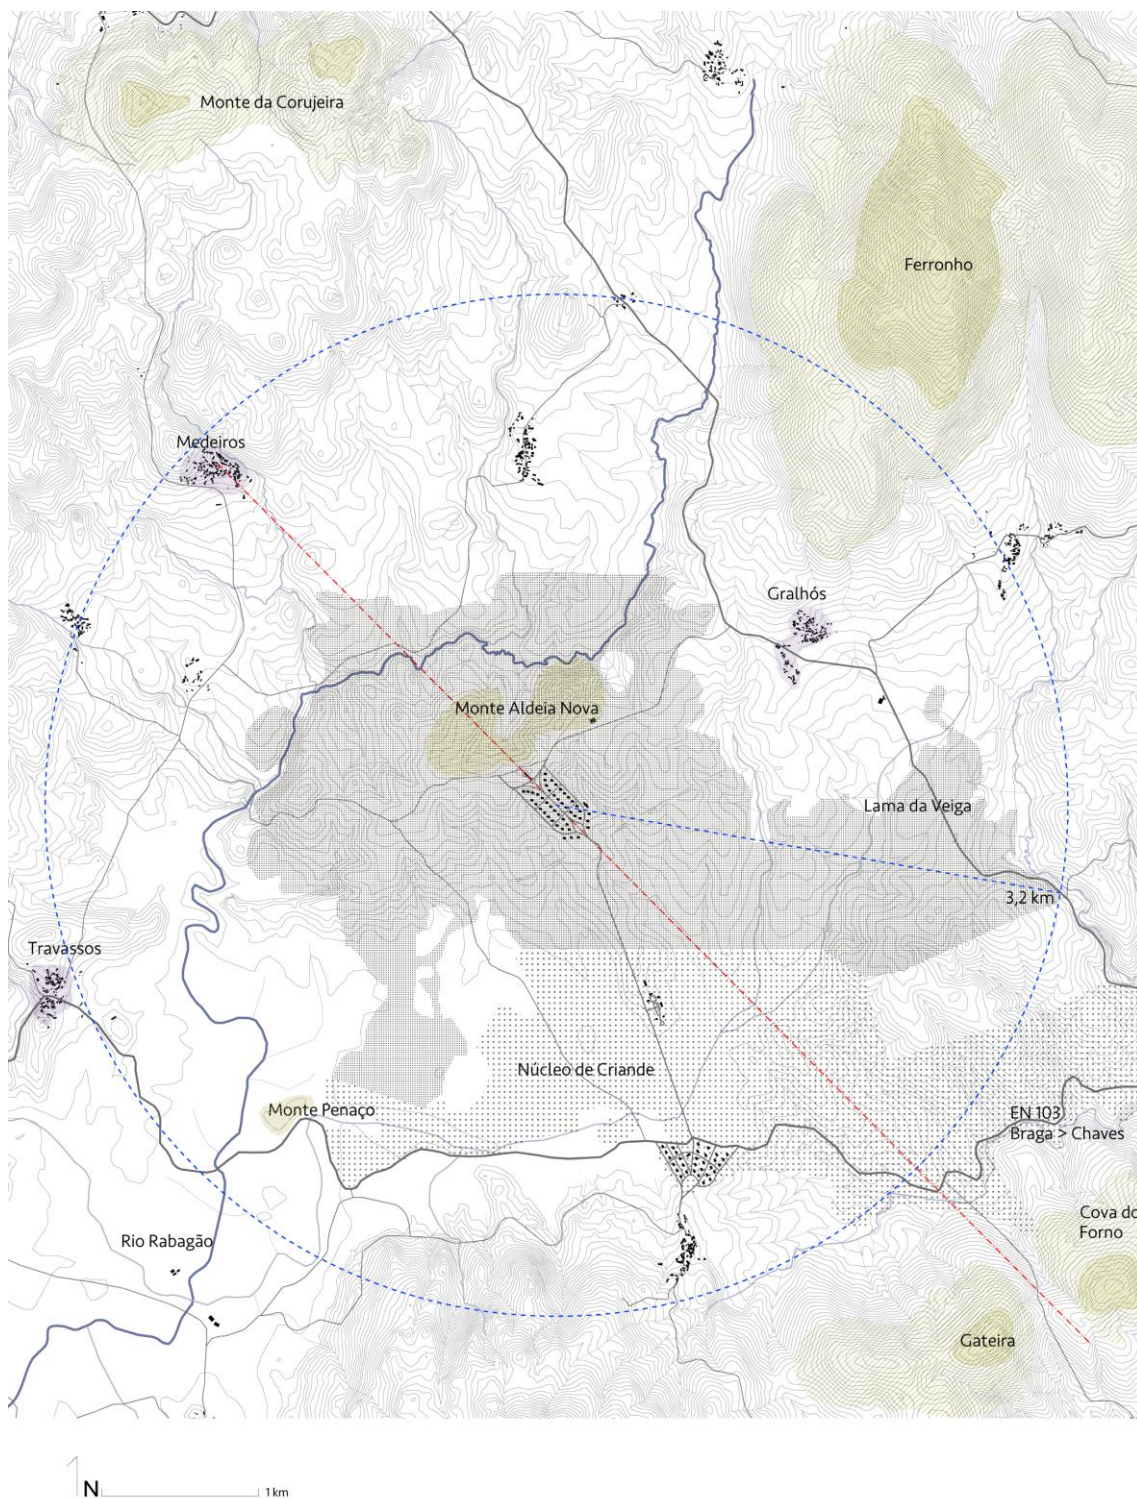 Monte da Corujeira
Ferronho
Medeiros
Gralhós
Monte Aldeia Nova
Lama da Veiga
3,2 km
Travassos
Núcleo de Criande
Monte Penaço
EN 103
Braga > Chaves
Cova do
Forno
Rio Rabagão
Gateira
N
1 km